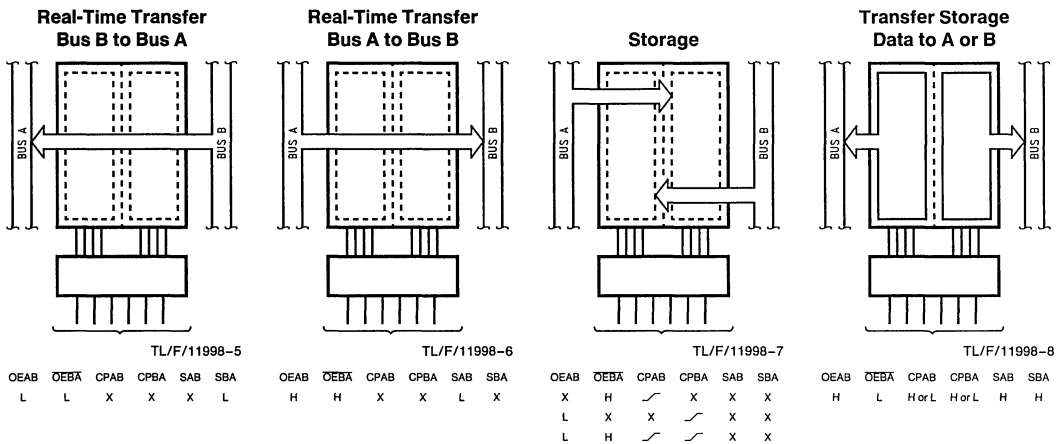 Real-Time Transfer
Bus B to Bus A
BUS A
BUS B
TL/F/11998-5
OEAB OEBA CPAB CPBA SAB SBA
L L X X X L
Real-Time Transfer
Bus A to Bus B
BUS A
BUS B
TL/F/11998-6
OEAB OEBA CPAB CPBA SAB SBA
H H X X L X
Storage
BUS A
BUS B
TL/F/11998-7
OEAB OEBA CPAB CPBA SAB SBA
X H X X X
L X X X X
L H X X
Transfer Storage
Data to A or B
BUS A
BUS B
TL/F/11998-8
OEAB OEBA CPAB CPBA SAB SBA
H L H or L H or L H H